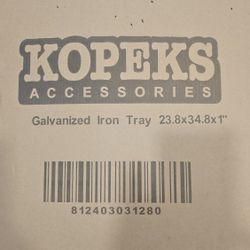 KOPEKS
ACCESSORIES
Galvanized Iron Tray 23.8x34.8x1"
812403031280